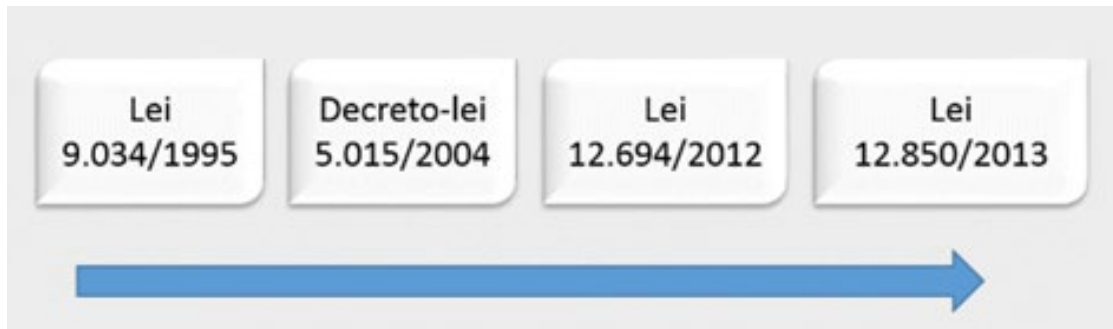 Lei
9.034/1995
Decreto-lei
5.015/2004
Lei
12.694/2012
Lei
12.850/2013